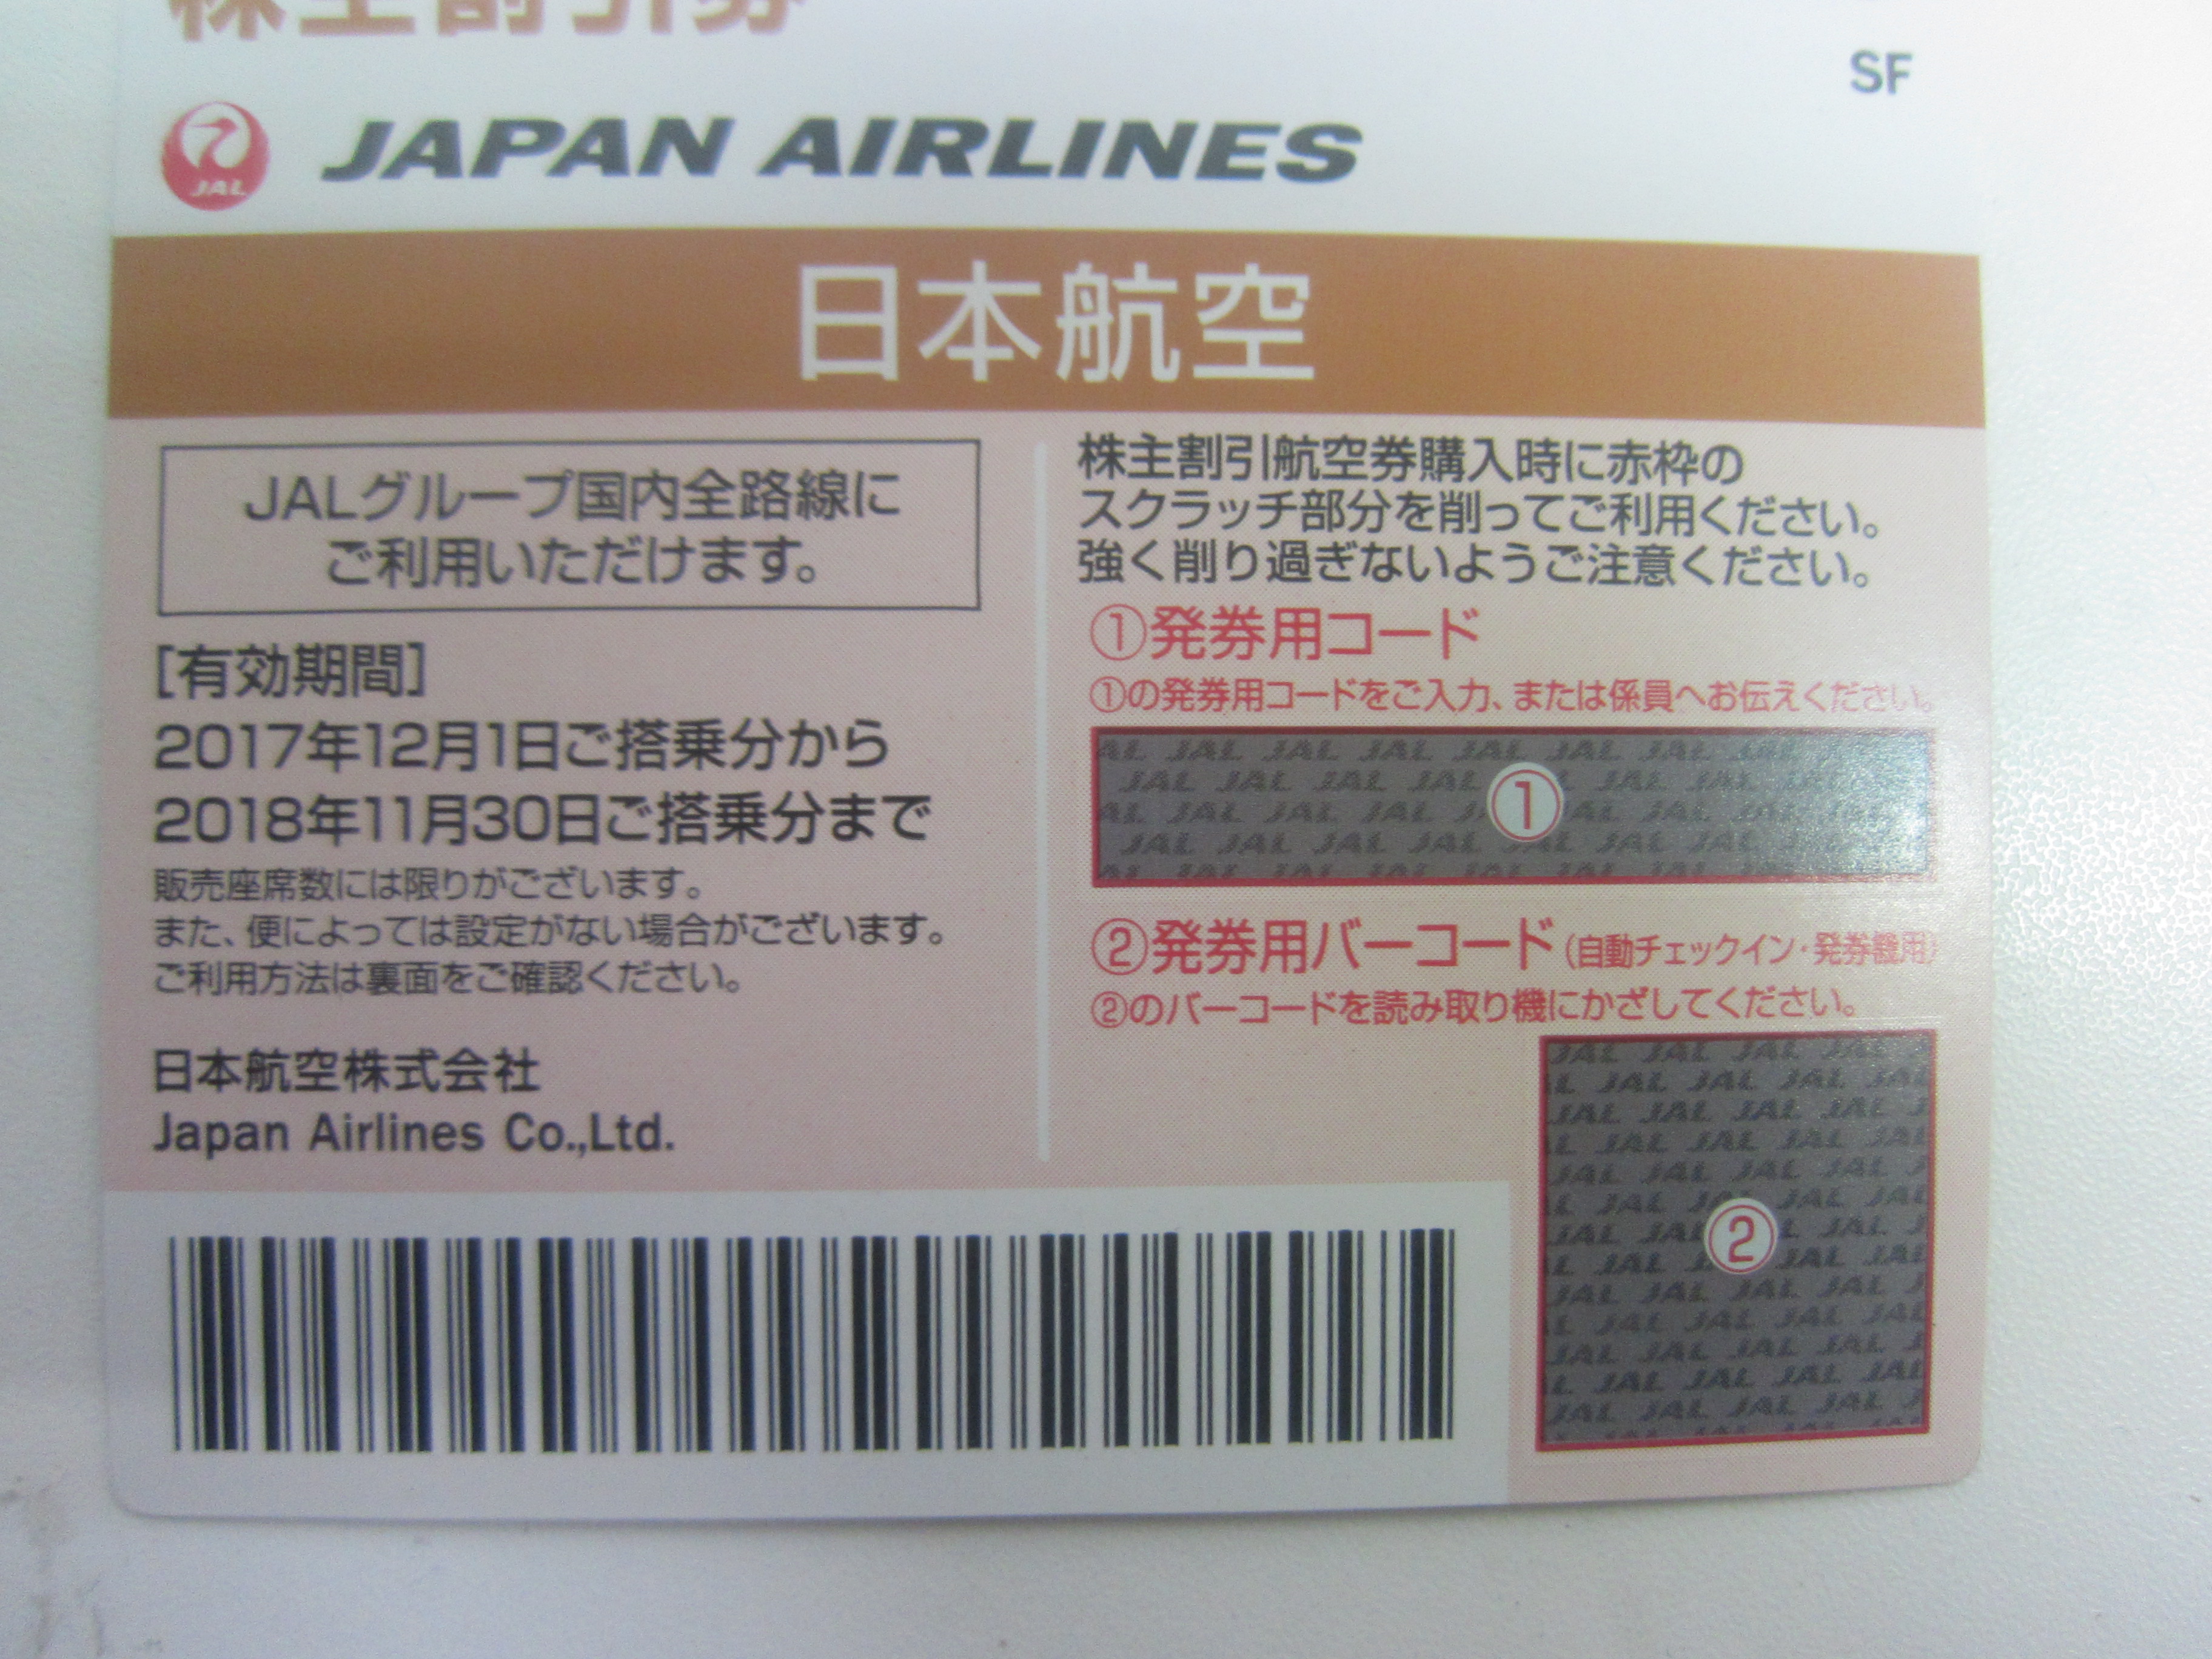 株主割引券
SF
JAL
JAPAN AIRLINES
日本航空
JALグループ国内全路線に
ご利用いただけます。
[有効期間]
2017年12月1日ご搭乗分から
2018年11月30日ご搭乗分まで
販売座席数には限りがございます。
また、便によっては設定がない場合がございます。
ご利用方法は裏面をご確認ください。
日本航空株式会社
Japan Airlines Co.,Ltd.
株主割引航空券購入時に赤枠の
スクラッチ部分を削ってご利用ください。
強く削り過ぎないようご注意ください。
①発券用コード
①の発券用コードをご入力、または係員へお伝えください。
①
②発券用バーコード(自動チェックイン・発券機用)
②のバーコードを読み取り機にかざしてください。
②